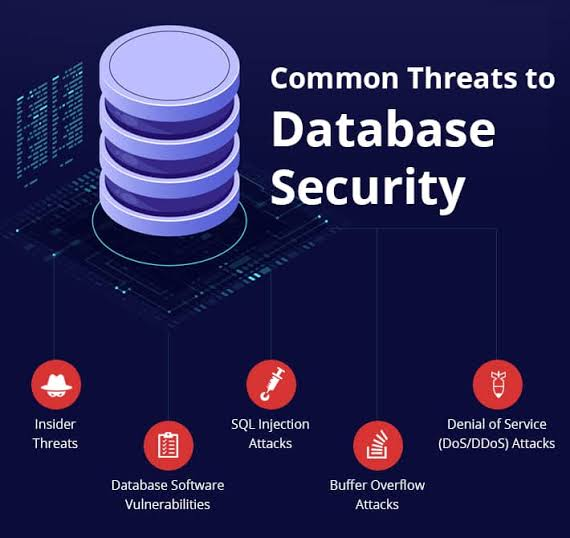 Common Threats to
Database
Security
Insider
Threats
Database Software
Vulnerabilities
SQL Injection
Attacks
Buffer Overflow
Attacks
Denial of Service
(DoS/DDoS) Attacks